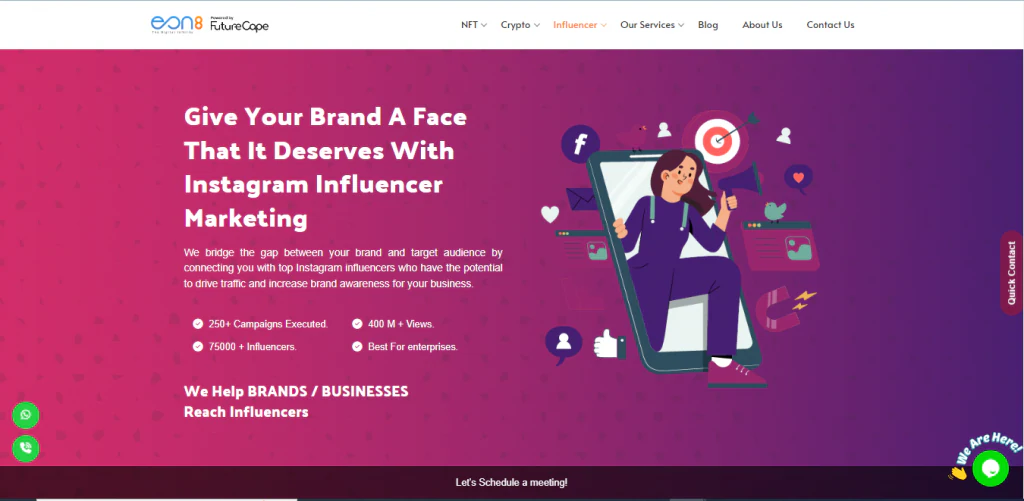 eon8 Powered by FutureCape
The Digital Infinity
NFT Crypto Influencer Our Services Blog About Us Contact Us
Give Your Brand A Face
That It Deserves With
Instagram Influencer
Marketing
We bridge the gap between your brand and target audience by
connecting you with top Instagram influencers who have the potential
to drive traffic and increase brand awareness for your business.
250+ Campaigns Executed. 400 M + Views.
75000 + Influencers. Best For enterprises.
We Help BRANDS / BUSINESSES
Reach Influencers
Quick Contact
We Are Here!
Let's Schedule a meeting!